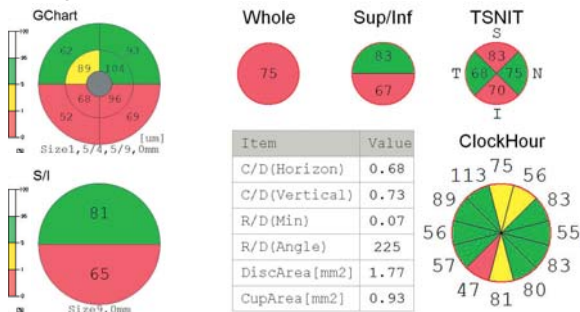 GChart
62 93
89 104
68 96
52 69
[um]
Size1,5/4,5/9,0mm
S/I
81
65
Size9,0mm
Whole
75
Sup/Inf
83
67
TSNIT
S
83
T 68 75 N
70
I
Item Value
C/D(Horizon) 0.68
C/D(Vertical) 0.73
R/D(Min) 0.07
R/D(Angle) 225
DiscArea[mm2] 1.77
CupArea[mm2] 0.93
ClockHour
113 75 56
89 83
56 55
57 83
47 81 80